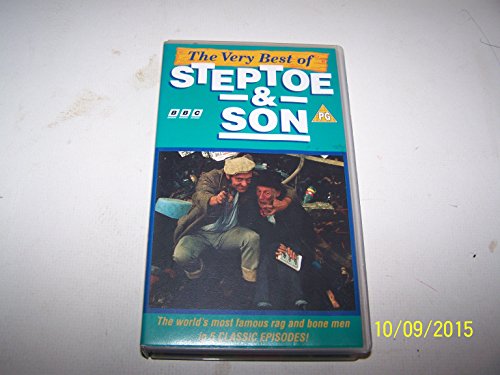 The Very Best of
STEPTOE
&
SON
BBC
PG
The world's most famous rag and bone men
in 5 CLASSIC EPISODES!
10/09/2015